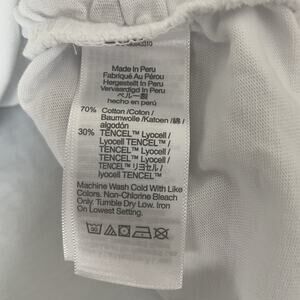 Made In Peru
Fabriqué Au Pérou
Hergestellt In Peru
Vervaardigd In Peru
ペルー製
hecho en perú
70% Cotton /Coton /
Baumwolle /Katoen /綿 /
algodón
30% TENCEL™ Lyocell /
Lyocell TENCEL™ /
TENCEL™ Lyocell /
TENCEL™ Lyocell /
TENCEL™ リヨセル /
lyocell TENCEL™
Machine Wash Cold With Like
Colors. Non-Chlorine Bleach
Only. Tumble Dry Low. Iron
On Lowest Setting.
30